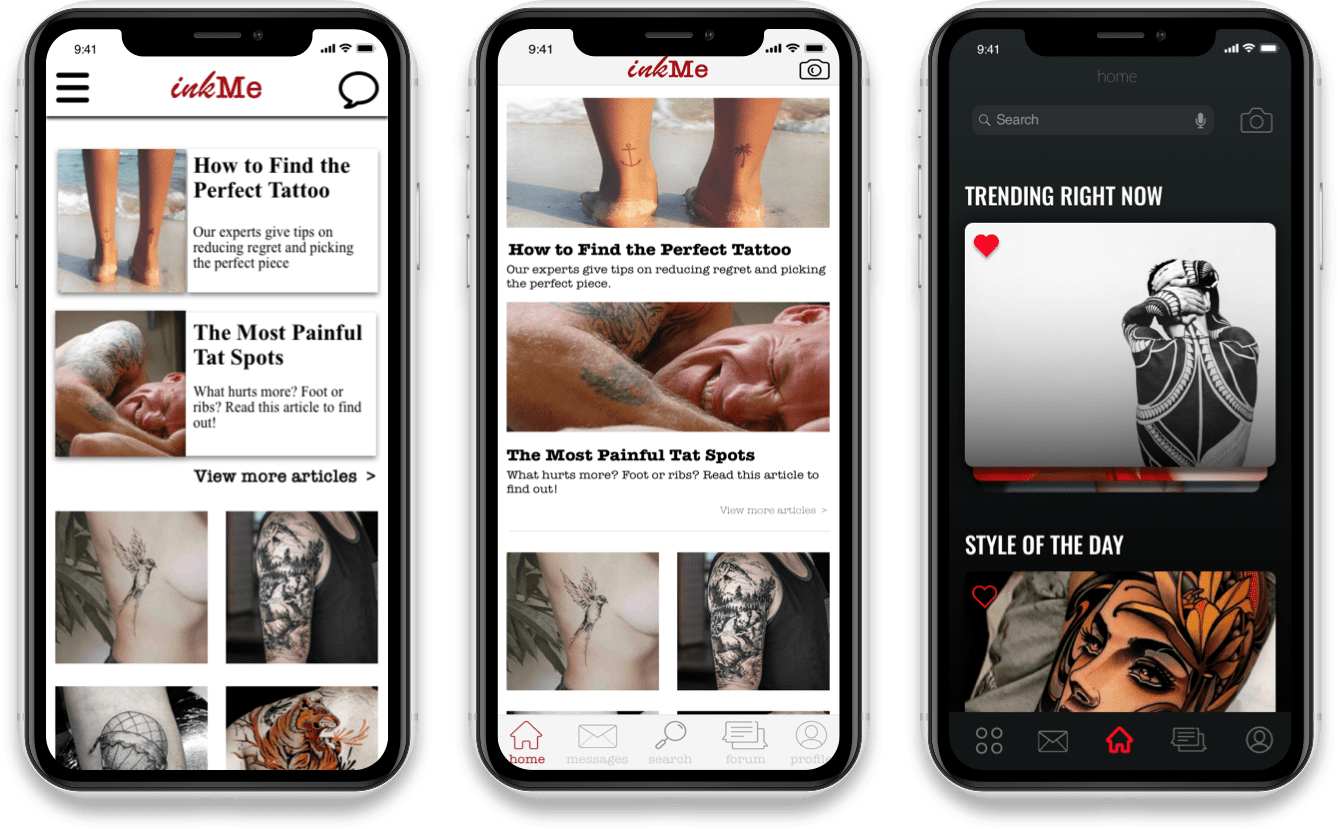 9:41
inkMe
How to Find the
Perfect Tattoo
Our experts give tips on
reducing regret and picking
the perfect piece
The Most Painful
Tat Spots
What hurts more? Foot or
ribs? Read this article to find
out!
View more articles >
9:41
inkMe
How to Find the Perfect Tattoo
Our experts give tips on reducing regret and picking
the perfect piece.
The Most Painful Tat Spots
What hurts more? Foot or ribs? Read this article to
find out!
View more articles >
home
messages
search
forum
profile
9:41
home
Search
TRENDING RIGHT NOW
STYLE OF THE DAY